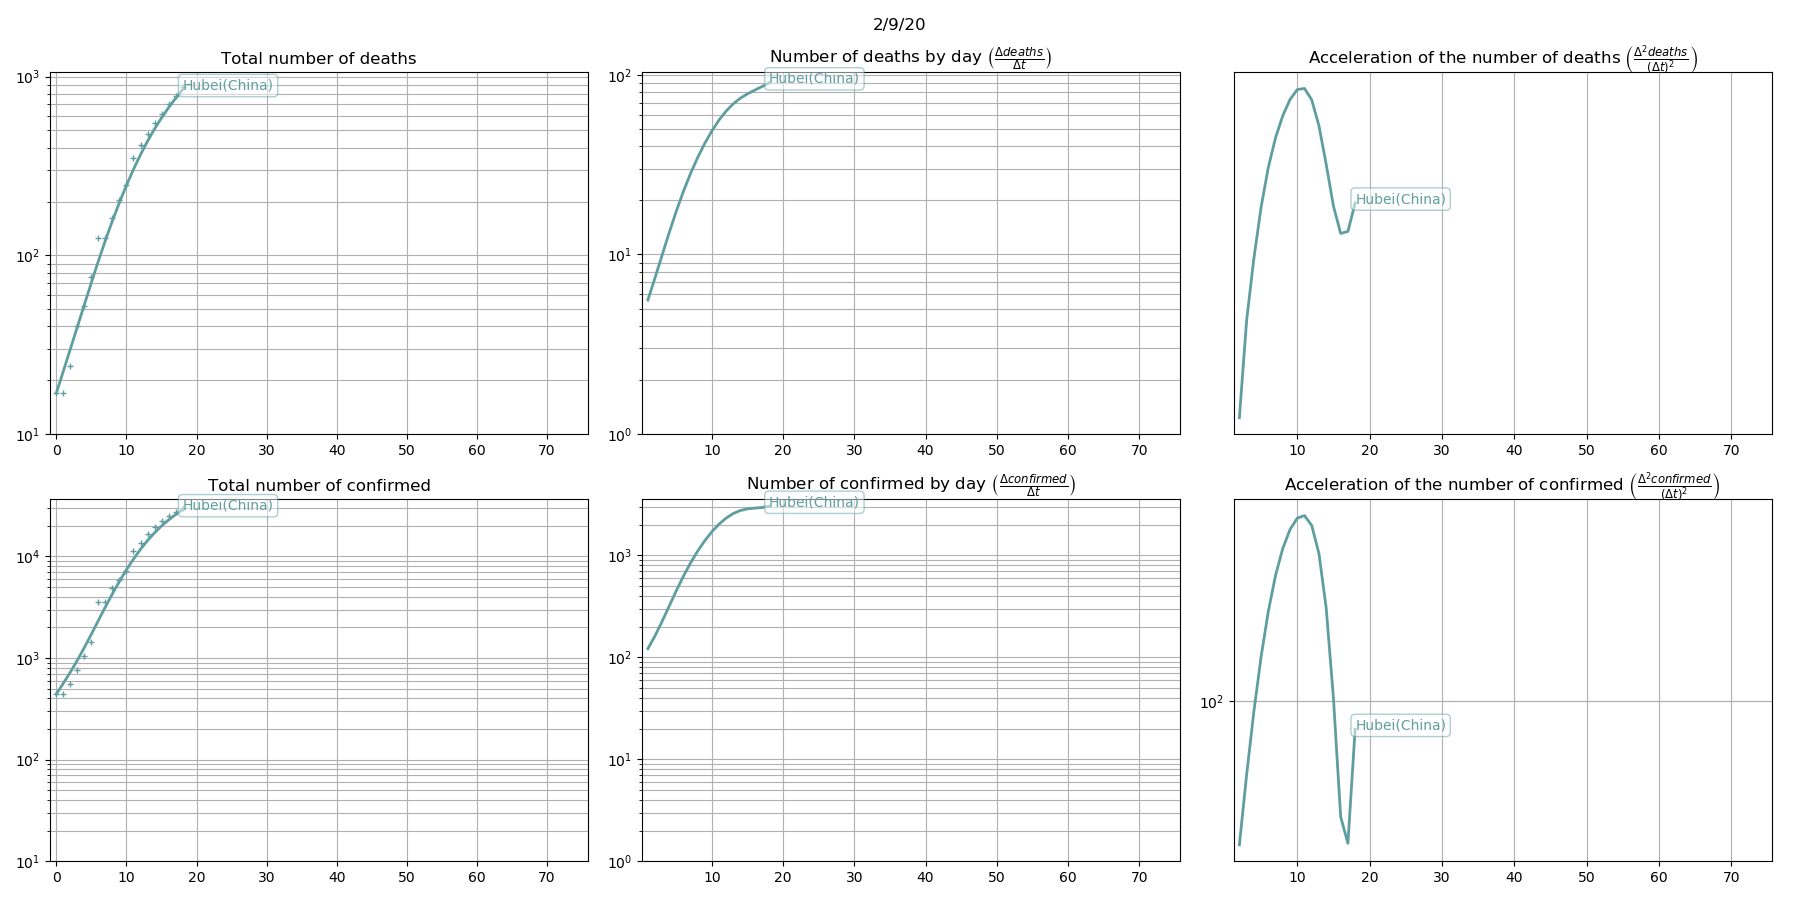 2/9/20
Total number of deaths
10³
10²
10¹
0 10 20 30 40 50 60 70
Hubei(China)
Number of deaths by day (Δdeaths/Δt)
10²
10¹
10⁰
10 20 30 40 50 60 70
Hubei(China)
Acceleration of the number of deaths (Δ²deaths/(Δt)²)
10 20 30 40 50 60 70
Hubei(China)
Total number of confirmed
10⁴
10³
10²
10¹
0 10 20 30 40 50 60 70
Hubei(China)
Number of confirmed by day (Δconfirmed/Δt)
10³
10²
10¹
10⁰
10 20 30 40 50 60 70
Hubei(China)
Acceleration of the number of confirmed (Δ²confirmed/(Δt)²)
10²
10 20 30 40 50 60 70
Hubei(China)